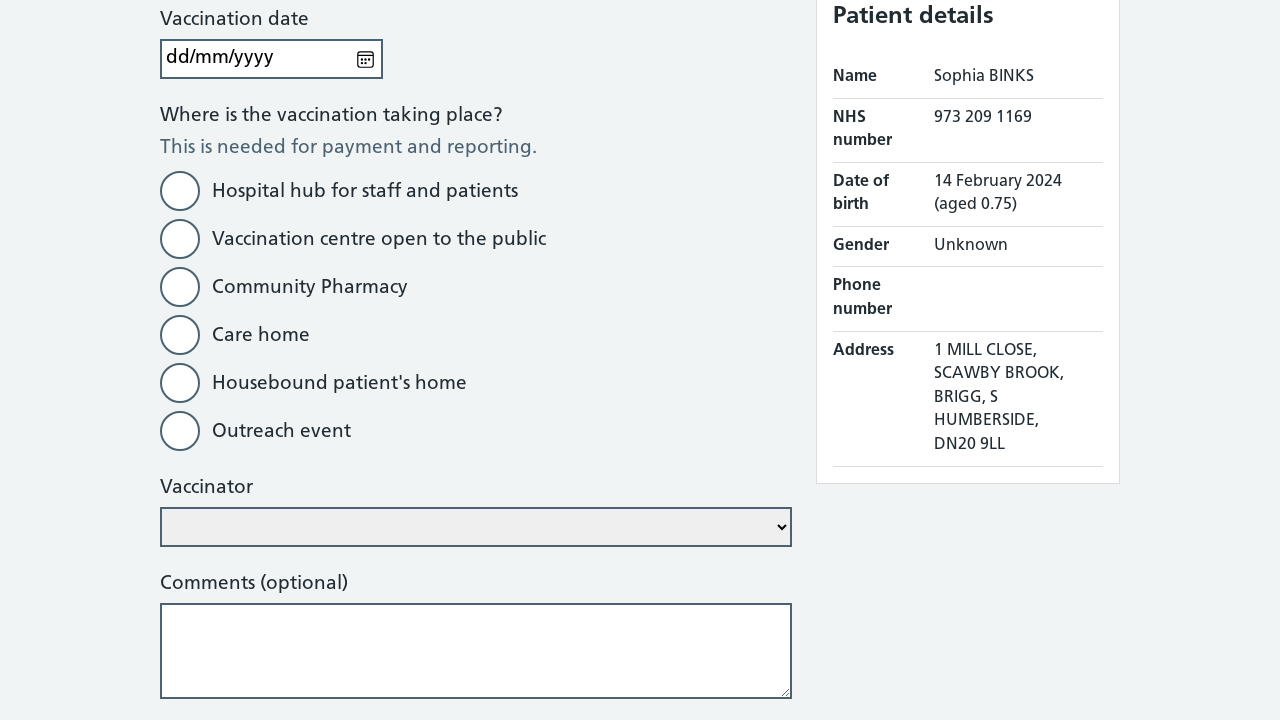 Vaccination date
dd/mm/yyyy
Where is the vaccination taking place?
This is needed for payment and reporting.
Hospital hub for staff and patients
Vaccination centre open to the public
Community Pharmacy
Care home
Housebound patient's home
Outreach event
Vaccinator
Comments (optional)
Patient details
Name Sophia BINKS
NHS 973 209 1169
number
Date of 14 February 2024
birth (aged 0.75)
Gender Unknown
Phone
number
Address 1 MILL CLOSE,
SCAWBY BROOK,
BRIGG, S
HUMBERSIDE,
DN20 9LL